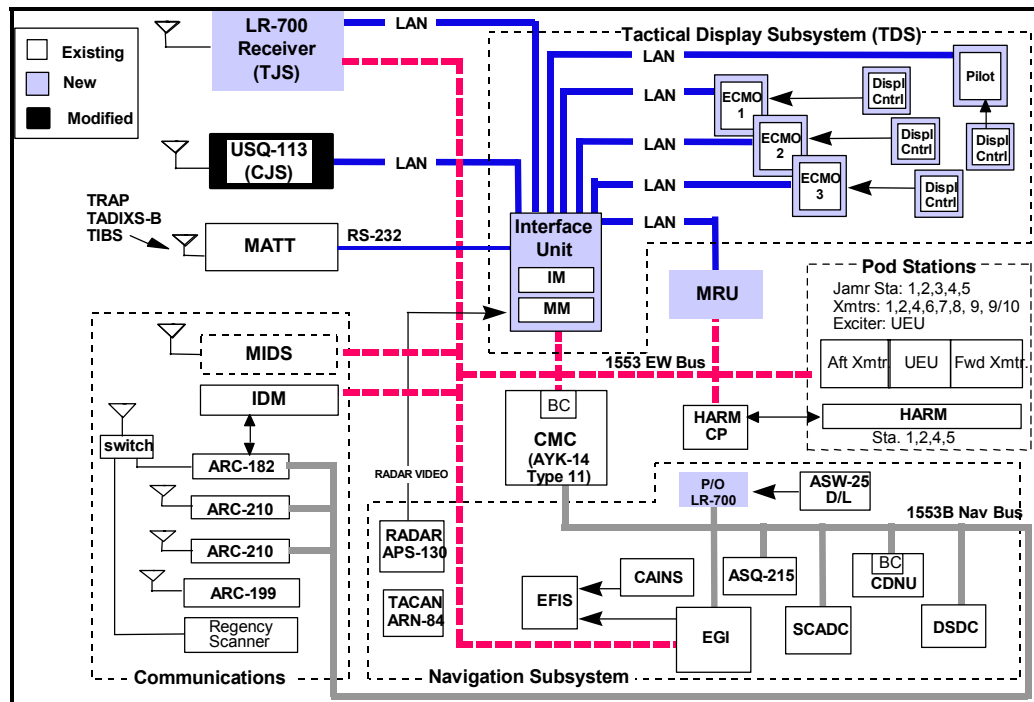 Existing
New
Modified
LR-700
Receiver
(TJS)
LAN
USQ-113
(CJS)
LAN
TRAP
TADIXS-B
TIBS
MATT
RS-232
Tactical Display Subsystem (TDS)
LAN
LAN
LAN
LAN
LAN
Pilot
ECMO
1
ECMO
2
ECMO
3
Displ
Cntrl
Displ
Cntrl
Displ
Cntrl
Displ
Cntrl
Interface
Unit
IM
MM
MRU
Pod Stations
Jamr Sta: 1,2,3,4,5
Xmtrs: 1,2,4,6,7,8, 9, 9/10
Exciter: UEU
Aft Xmtr.
UEU
Fwd Xmtr.
HARM
Sta. 1,2,4,5
HARM
CP
1553 EW Bus
BC
CMC
(AYK-14
Type 11)
MIDS
IDM
switch
ARC-182
ARC-210
ARC-210
ARC-199
Regency
Scanner
Communications
RADAR VIDEO
RADAR
APS-130
TACAN
ARN-84
P/O
LR-700
ASW-25
D/L
1553B Nav Bus
EFIS
CAINS
EGI
ASQ-215
SCADC
BC
CDNU
DSDC
Navigation Subsystem